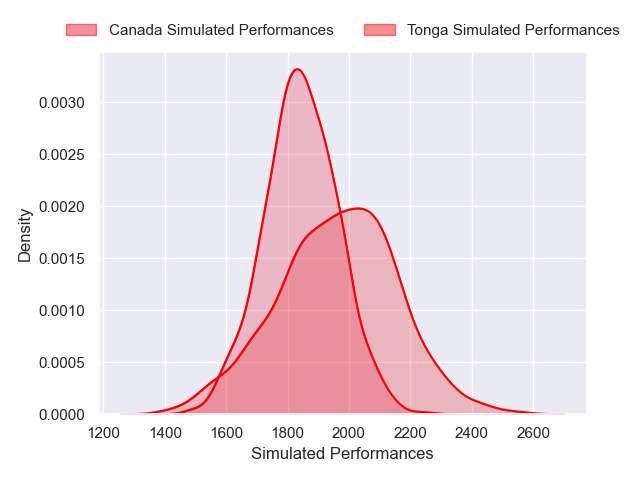 Canada Simulated Performances Tonga Simulated Performances
0.0030
0.0025
0.0020
0.0015
0.0010
0.0005
0.0000
Density
1200 1400 1600 1800 2000 2200 2400 2600
Simulated Performances